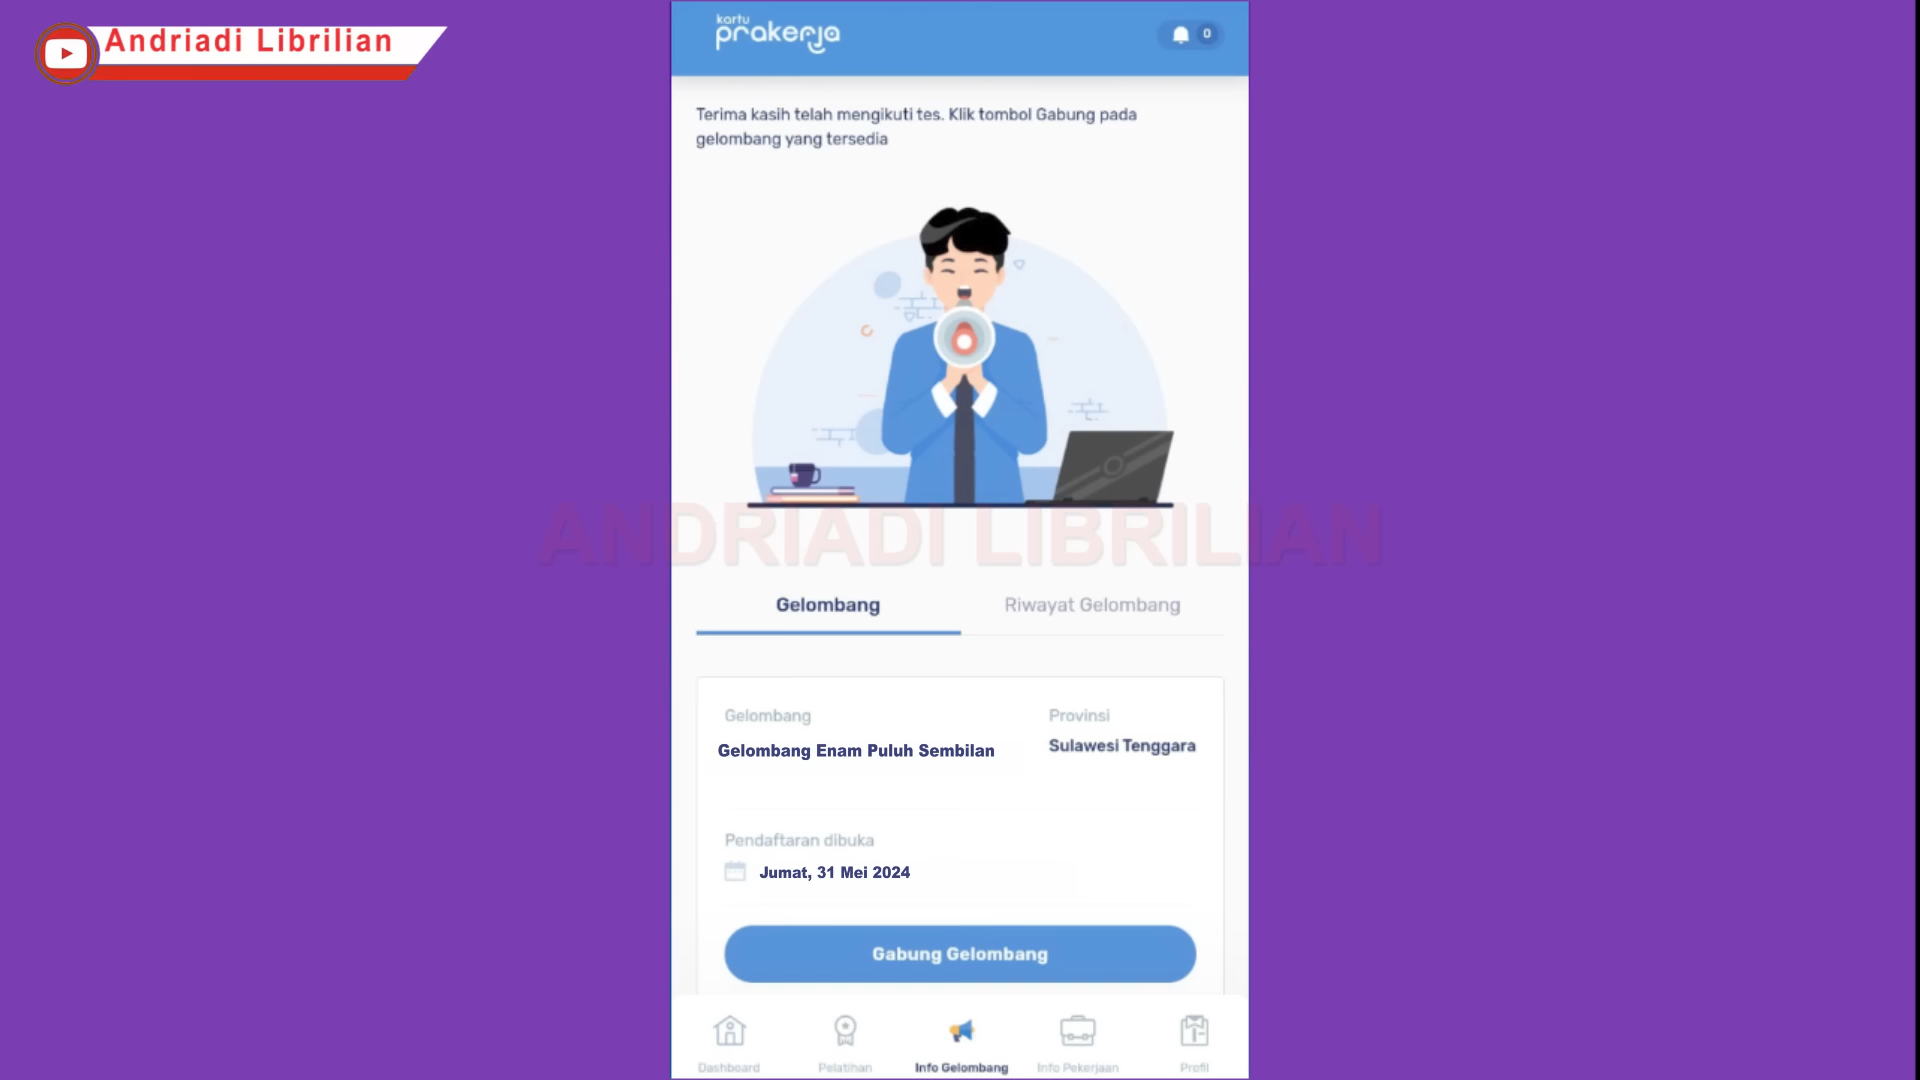 Andriadi Librilian
kartu
prakerja
0
Terima kasih telah mengikuti tes. Klik tombol Gabung pada
gelombang yang tersedia
ANDRIADI LIBRILIAN
Gelombang
Riwayat Gelombang
Gelombang
Provinsi
Gelombang Enam Puluh Sembilan
Sulawesi Tenggara
Pendaftaran dibuka
Jumat, 31 Mei 2024
Gabung Gelombang
Dashboard
Pelatihan
Info Gelombang
Info Pekerjaan
Profil